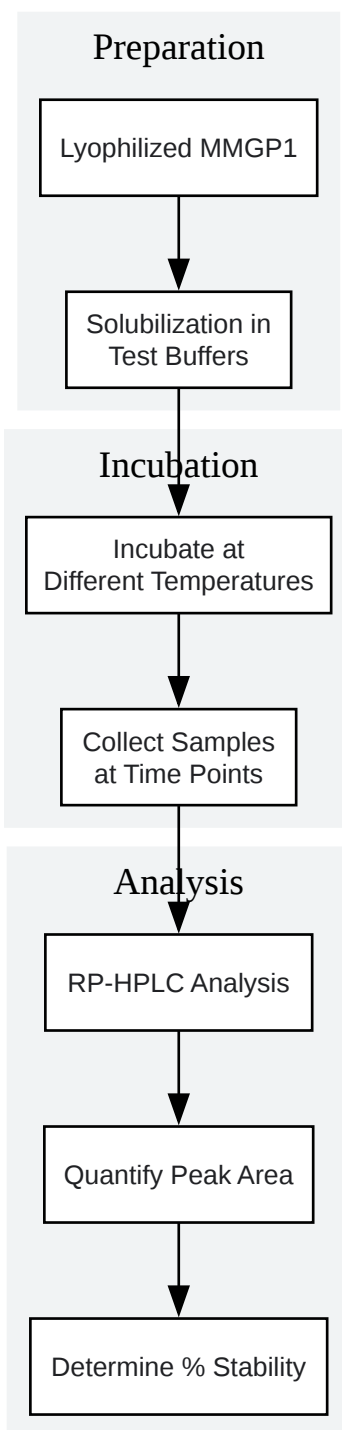 Preparation
Lyophilized MMGP1
Solubilization in
Test Buffers
Incubation
Incubate at
Different Temperatures
Collect Samples
at Time Points
Analysis
RP-HPLC Analysis
Quantify Peak Area
Determine % Stability